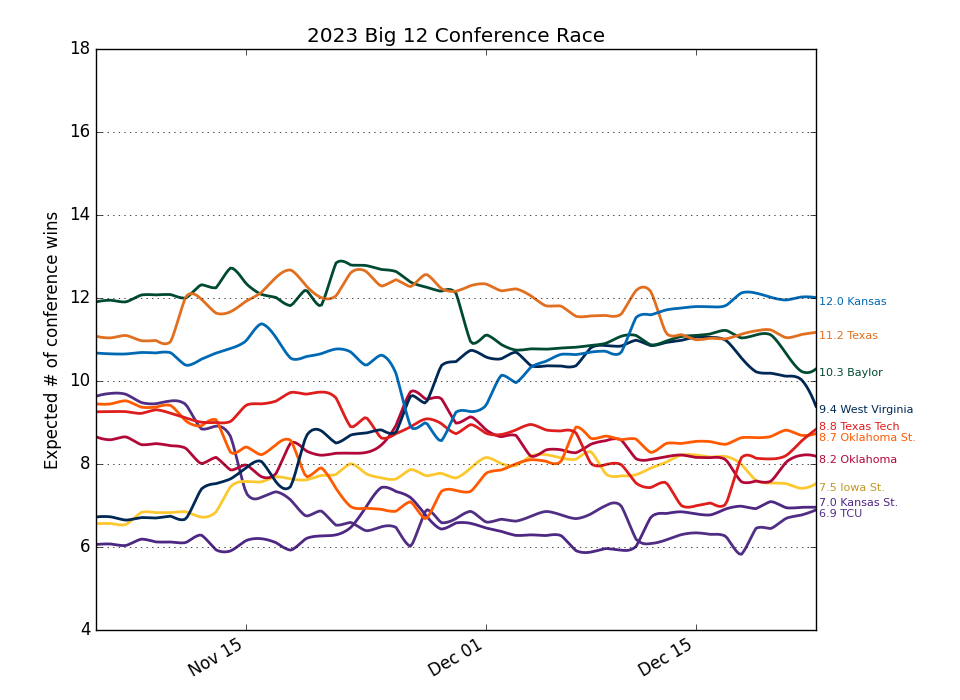 2023 Big 12 Conference Race
Expected # of conference wins
18
16
14
12
10
8
6
4
Nov 15
Dec 01
Dec 15
12.0 Kansas
11.2 Texas
10.3 Baylor
9.4 West Virginia
8.8 Texas Tech
8.7 Oklahoma St.
8.2 Oklahoma
7.5 Iowa St.
7.0 Kansas St.
6.9 TCU